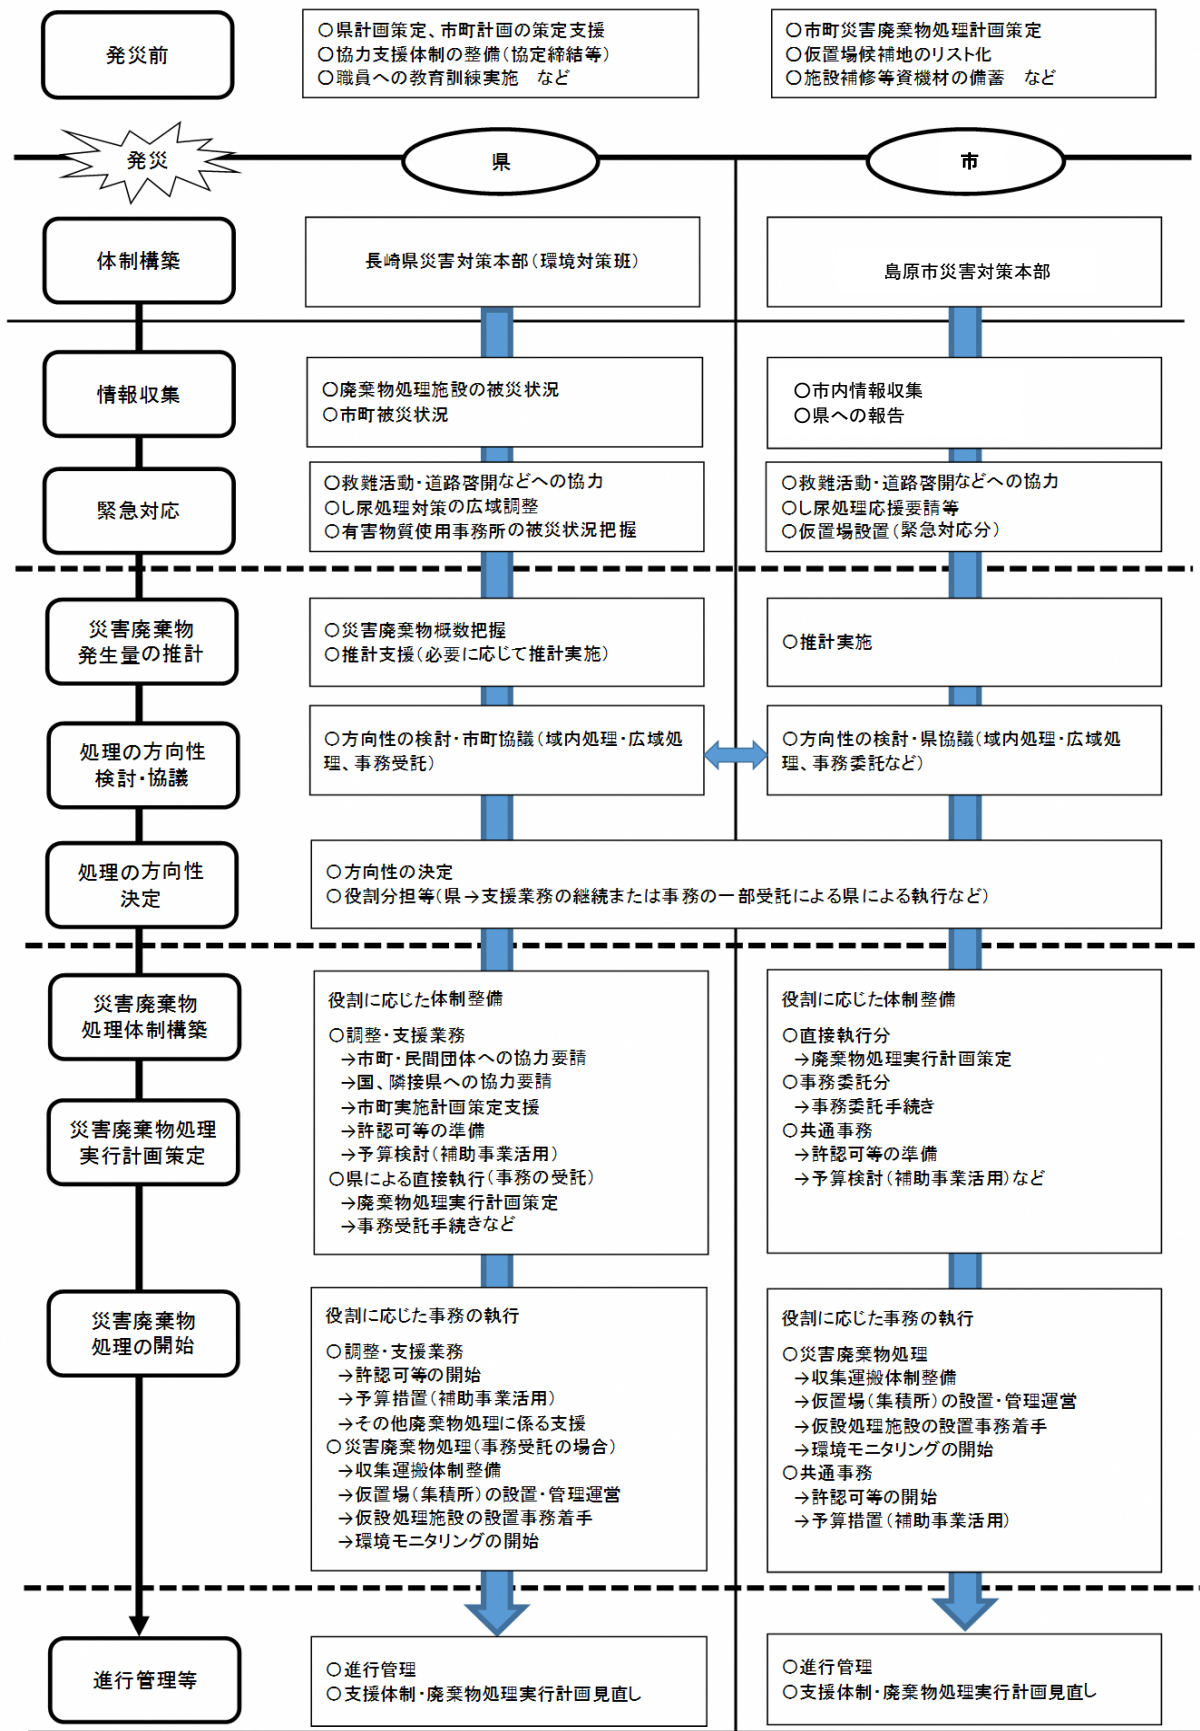 発災前
○県計画策定、市町計画の策定支援
○協力支援体制の整備（協定締結等）
○職員への教育訓練実施　など
○市町災害廃棄物処理計画策定
○仮置場候補地のリスト化
○施設補修等資機材の備蓄　など
発災
県
市
体制構築
長崎県災害対策本部（環境対策班）
島原市災害対策本部
情報収集
○廃棄物処理施設の被災状況
○市町被災状況
○市内情報収集
○県への報告
緊急対応
○救難活動・道路啓開などへの協力
○し尿処理対策の広域調整
○有害物質使用事務所の被災状況把握
○救難活動・道路啓開などへの協力
○し尿処理応援要請等
○仮置場設置（緊急対応分）
災害廃棄物
発生量の推計
○災害廃棄物概数把握
○推計支援（必要に応じて推計実施）
○推計実施
処理の方向性
検討・協議
○方向性の検討・市町協議（域内処理・広域処
理、事務受託）
○方向性の検討・県協議（域内処理・広域処
理、事務委託など）
処理の方向性
決定
○方向性の決定
○役割分担等（県→支援業務の継続または事務の一部受託による県による執行など）
災害廃棄物
処理体制構築
災害廃棄物処理
実行計画策定
役割に応じた体制整備
○調整・支援業務
→市町・民間団体への協力要請
→国、隣接県への協力要請
→市町実施計画策定支援
→許認可等の準備
→予算検討（補助事業活用）
○県による直接執行（事務の受託）
→廃棄物処理実行計画策定
→事務受託手続きなど
役割に応じた体制整備
○直接執行分
→廃棄物処理実行計画策定
○事務委託分
→事務委託手続き
○共通事務
→許認可等の準備
→予算検討（補助事業活用）など
災害廃棄物
処理の開始
役割に応じた事務の執行
○調整・支援業務
→許認可等の開始
→予算措置（補助事業活用）
→その他廃棄物処理に係る支援
○災害廃棄物処理（事務受託の場合）
→収集運搬体制整備
→仮置場（集積所）の設置・管理運営
→仮設処理施設の設置事務着手
→環境モニタリングの開始
役割に応じた事務の執行
○災害廃棄物処理
→収集運搬体制整備
→仮置場（集積所）の設置・管理運営
→仮設処理施設の設置事務着手
→環境モニタリングの開始
○共通事務
→許認可等の開始
→予算措置（補助事業活用）
進行管理等
○進行管理
○支援体制・廃棄物処理実行計画見直し
○進行管理
○支援体制・廃棄物処理実行計画見直し